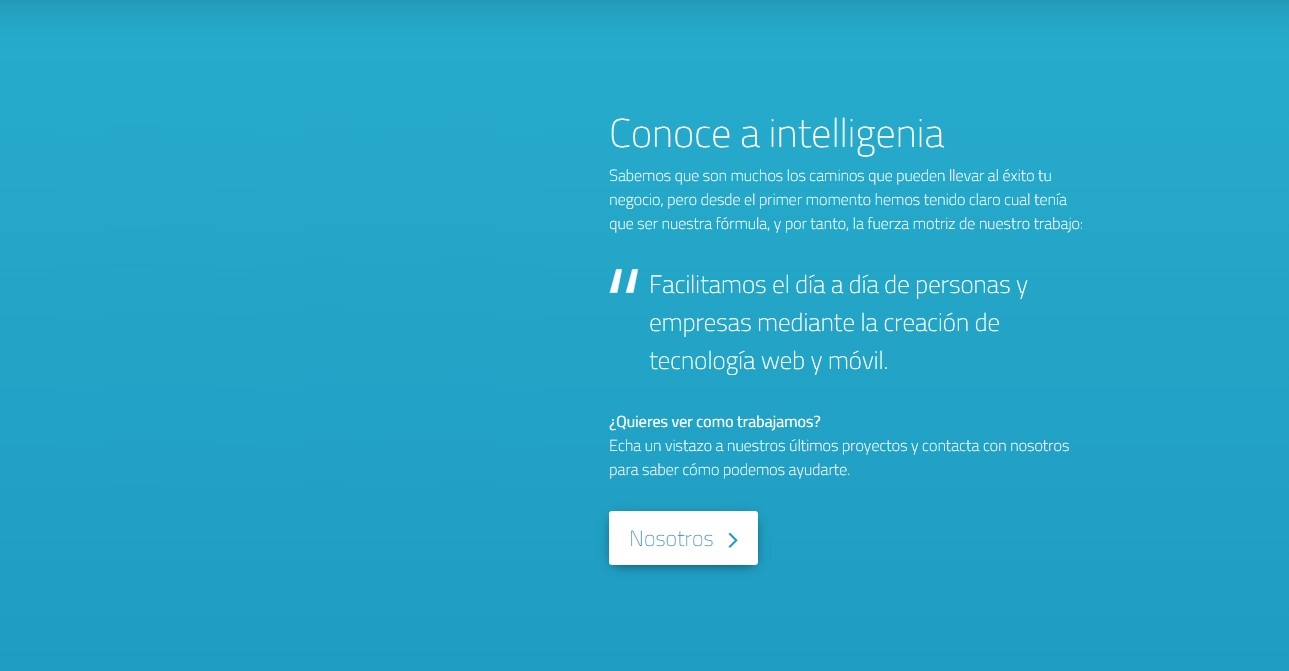 Conoce a intelligenia
Sabemos que son muchos los caminos que pueden llevar al éxito tu
negocio, pero desde el primer momento hemos tenido claro cual tenía
que ser nuestra fórmula, y por tanto, la fuerza motriz de nuestro trabajo:
" Facilitamos el día a día de personas y
empresas mediante la creación de
tecnología web y móvil.
¿Quieres ver como trabajamos?
Echa un vistazo a nuestros últimos proyectos y contacta con nosotros
para saber cómo podemos ayudarte.
Nosotros